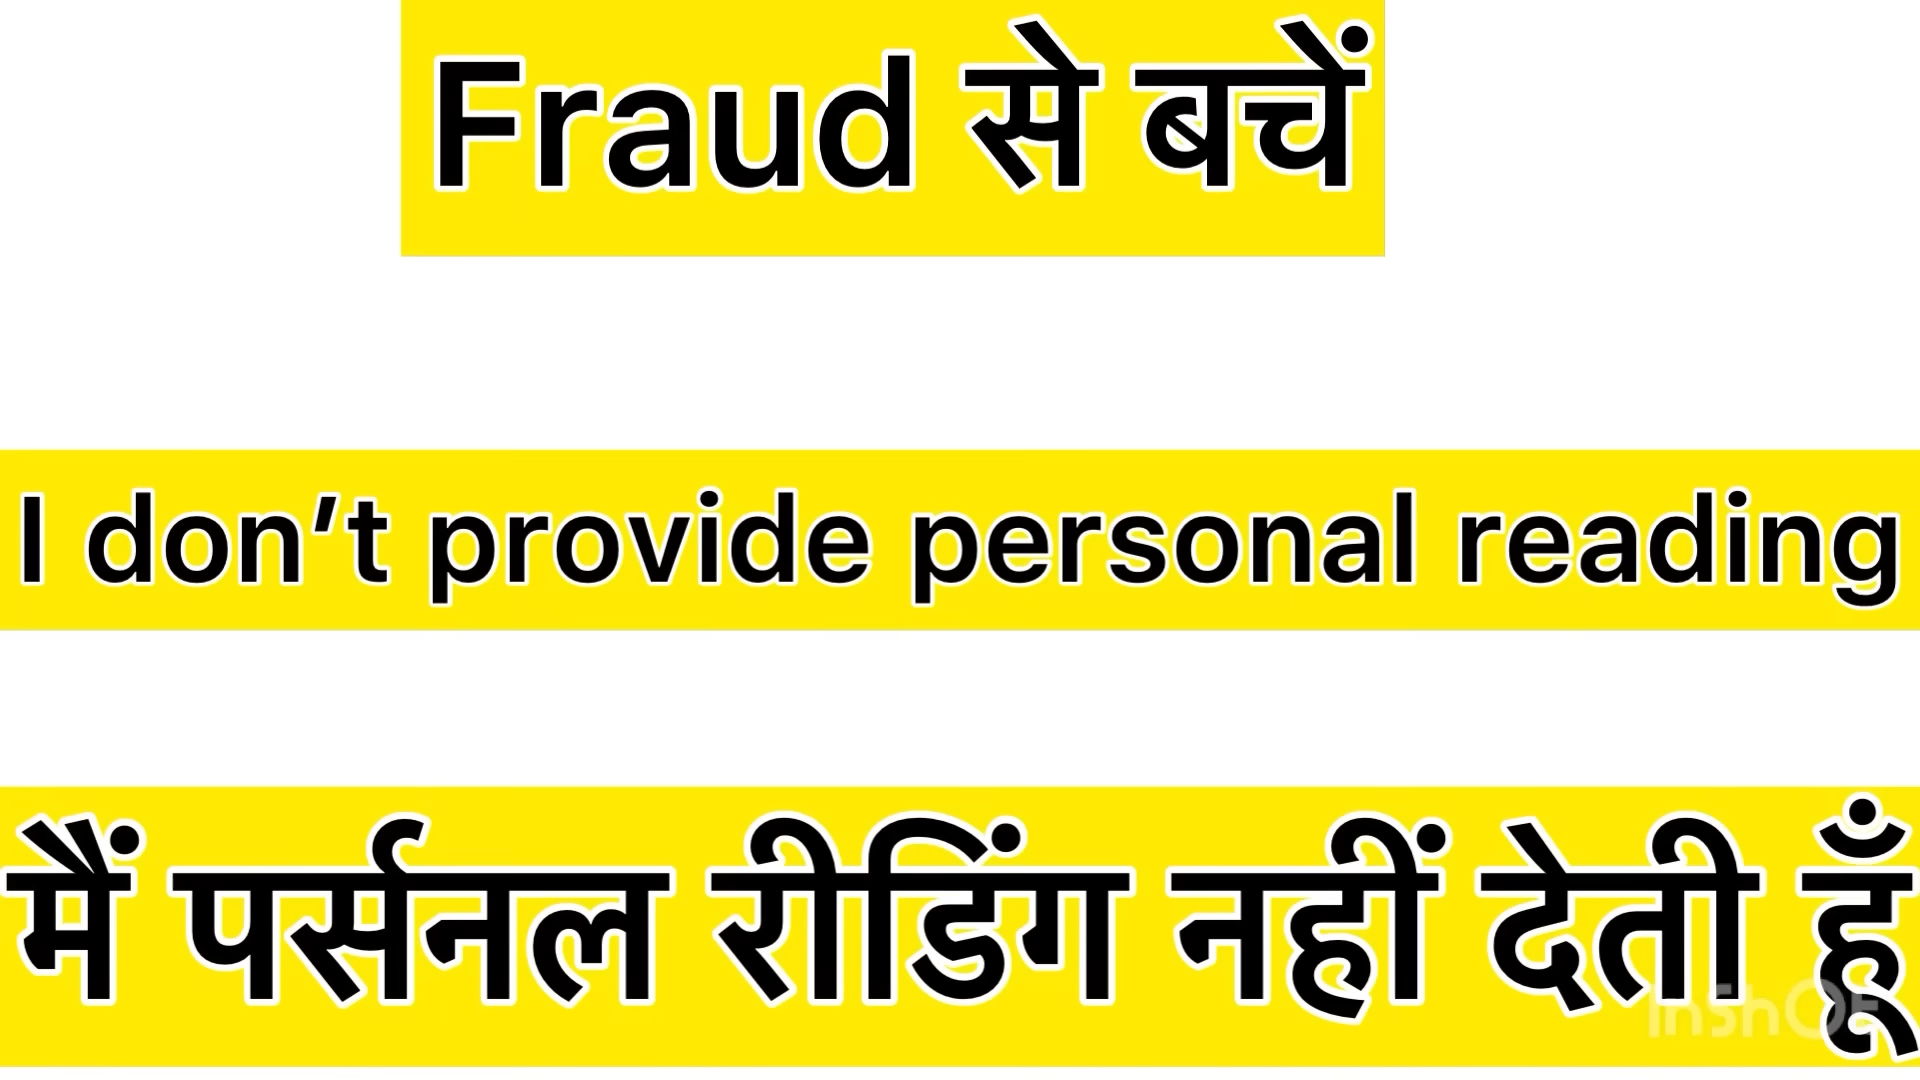 Fraud से बचें
I don’t provide personal reading
मैं पर्सनल रीडिंग नहीं देती हूँ
InShOt